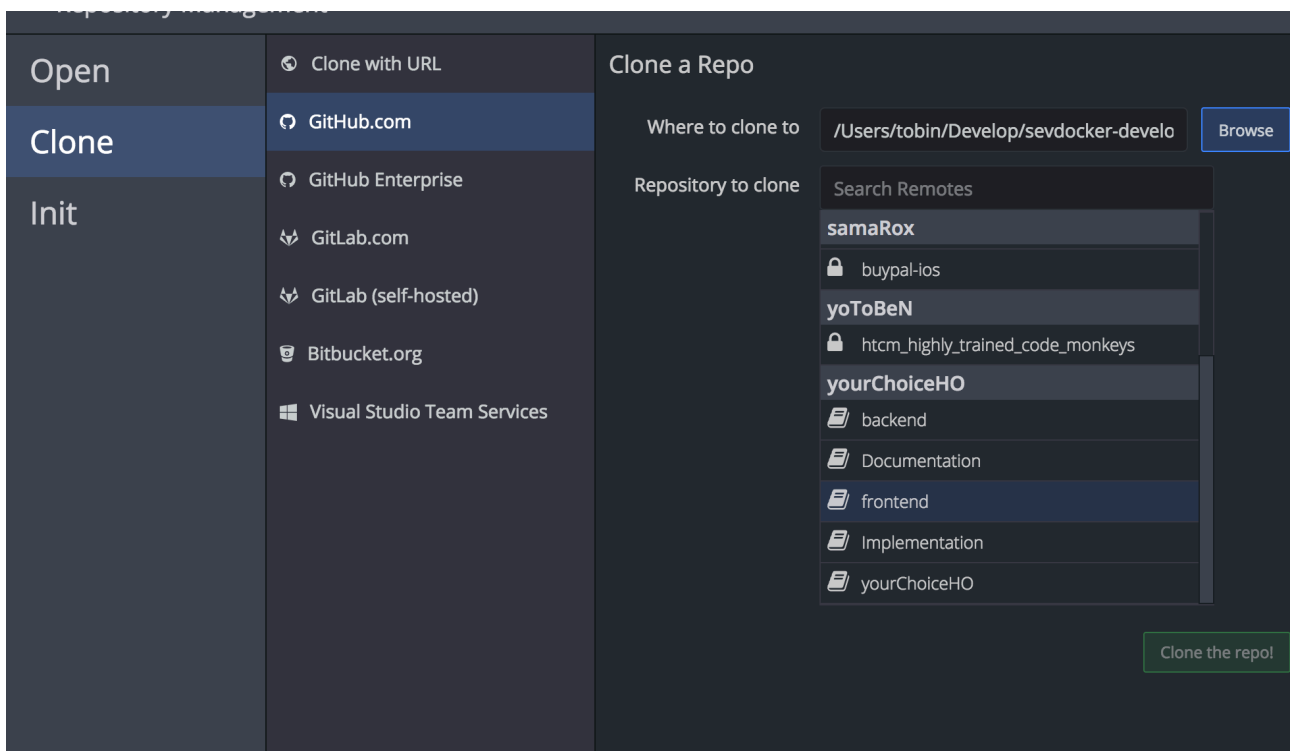 Repository Management
Open
Clone
Init
Clone with URL
GitHub.com
GitHub Enterprise
GitLab.com
GitLab (self-hosted)
Bitbucket.org
Visual Studio Team Services
Clone a Repo
Where to clone to
/Users/tobin/Develop/sevdocker-develo
Browse
Repository to clone
Search Remotes
samaRox
buypal-ios
yoToBeN
htcm_highly_trained_code_monkeys
yourChoiceHO
backend
Documentation
frontend
Implementation
yourChoiceHO
Clone the repo!